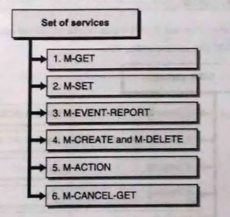 Set of services
1. M-GET
2. M-SET
3. M-EVENT-REPORT
4. M-CREATE and M-DELETE
5. M-ACTION
6. M-CANCEL-GET